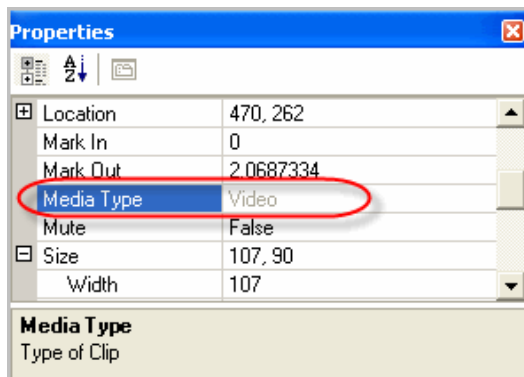 Properties
Location 470, 262
Mark In 0
Mark Out 2.0687334
Media Type Video
Mute False
Size 107, 90
Width 107
Media Type
Type of Clip